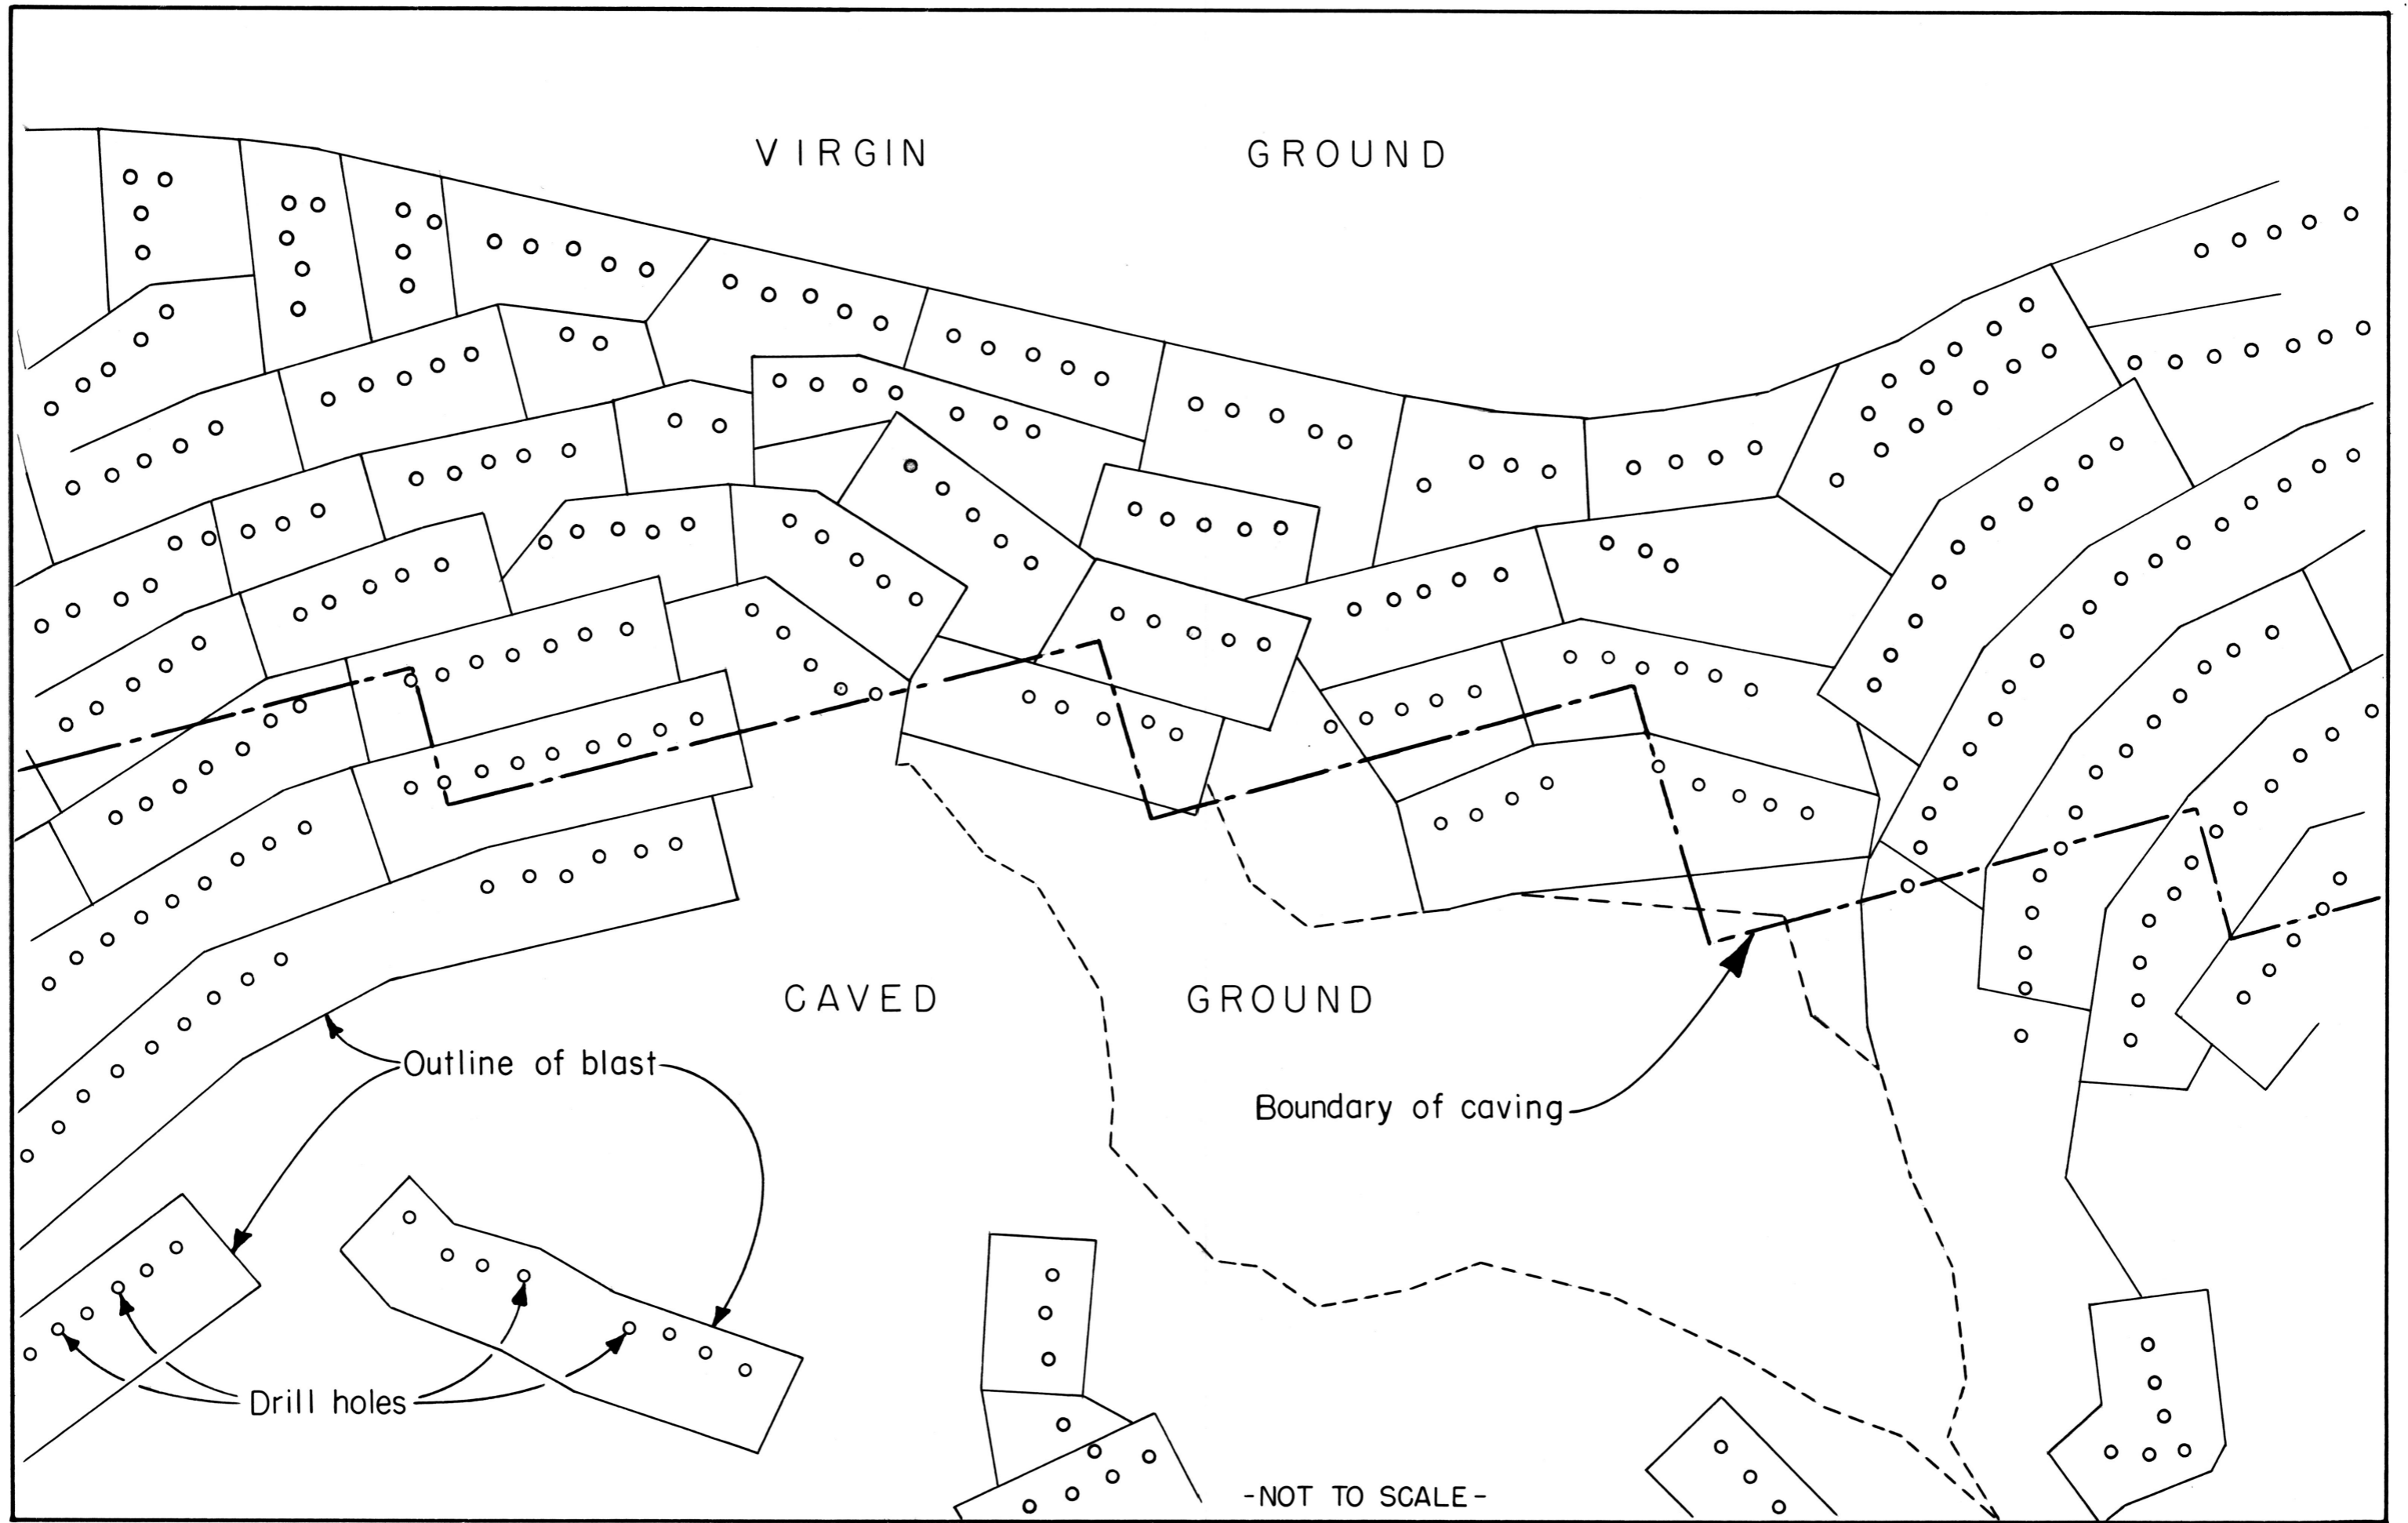 VIRGIN GROUND
CAVED GROUND
Outline of blast
Boundary of caving
Drill holes
-NOT TO SCALE-